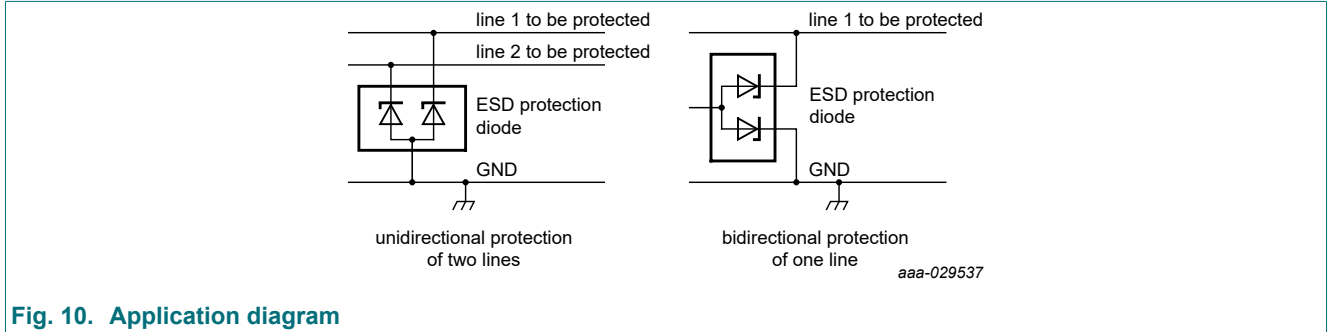 line 1 to be protected
line 2 to be protected
ESD protection
diode
GND
unidirectional protection
of two lines
line 1 to be protected
ESD protection
diode
GND
bidirectional protection
of one line
aaa-029537
Fig. 10. Application diagram